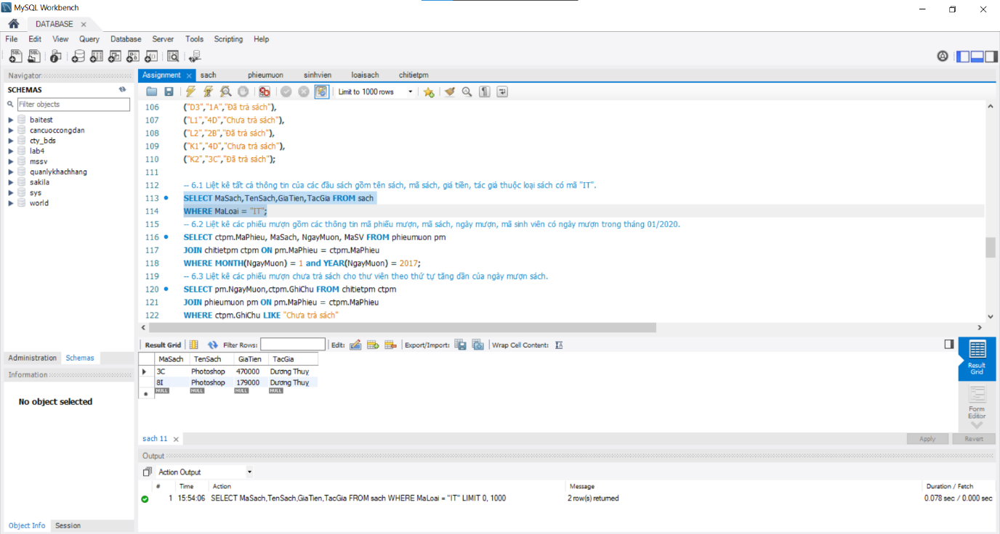 MySQL Workbench
DATABASE ×
File Edit View Query Database Server Tools Scripting Help
Navigator
SCHEMAS
Filter objects
baitest
cancuoccongdan
cty_bds
lab4
mssv
quanlykhachhang
sakila
sys
world
Administration Schemas
Information
No object selected
Object Info Session
Assignment × sach phieumuon sinhvien loaisach chitietpm
Limit to 1000 rows
106 ("D3","1A","Đã trả sách"),
107 ("L1","4D","Chưa trả sách"),
108 ("L2","2B","Đã trả sách"),
109 ("K1","4D","Chưa trả sách"),
110 ("K2","3C","Đã trả sách");
111
112 -- 6.1 Liệt kê tất cả thông tin của các đầu sách gồm tên sách, mã sách, giá tiền, tác giả thuộc loại sách có mã "IT".
113 SELECT MaSach,TenSach,GiaTien,TacGia FROM sach
114 WHERE MaLoai = "IT";
115 -- 6.2 Liệt kê các phiếu mượn gồm các thông tin mã phiếu mượn, mã sách, ngày mượn, mã sinh viên có ngày mượn trong tháng 01/2020.
116 SELECT ctpm.MaPhieu, MaSach, NgayMuon, MaSV FROM phieumuon pm
117 JOIN chitietpm ctpm ON pm.MaPhieu = ctpm.MaPhieu
118 WHERE MONTH(NgayMuon) = 1 and YEAR(NgayMuon) = 2017;
119 -- 6.3 Liệt kê các phiếu mượn chưa trả sách cho thư viên theo thứ tự tăng dần của ngày mượn sách.
120 SELECT pm.NgayMuon,ctpm.GhiChu FROM chitietpm ctpm
121 JOIN phieumuon pm ON pm.MaPhieu = ctpm.MaPhieu
122 WHERE ctpm.GhiChu LIKE "Chưa trả sách"
Result Grid Filter Rows: Edit: Export/Import: Wrap Cell Content:
MaSach TenSach GiaTien TacGia
3C Photoshop 470000 Dương Thuỵ
8I Photoshop 179000 Dương Thuỵ
NULL NULL NULL NULL
Result
Grid
Form
Editor
sach 11 ×
Apply Revert
Output
Action Output
# Time Action Message Duration / Fetch
1 15:54:06 SELECT MaSach,TenSach,GiaTien,TacGia FROM sach WHERE MaLoai = "IT" LIMIT 0, 1000 2 row(s) returned 0.078 sec / 0.000 sec